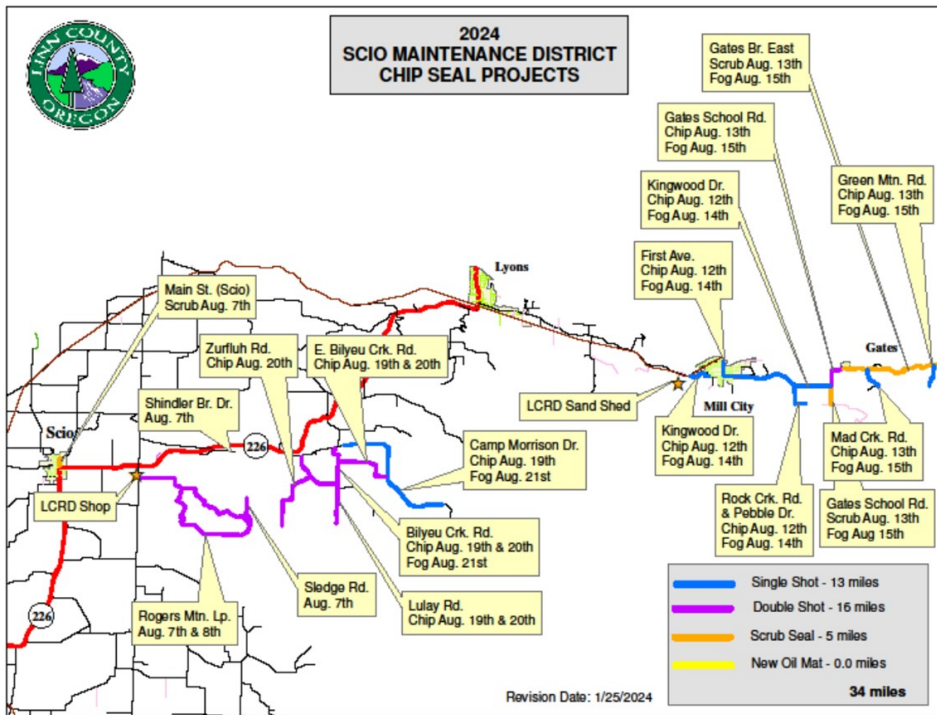 LINN COUNTY
OREGON
2024
SCIO MAINTENANCE DISTRICT
CHIP SEAL PROJECTS
Gates Br. East
Scrub Aug. 13th
Fog Aug. 15th
Gates School Rd.
Chip Aug. 13th
Fog Aug. 15th
Green Mtn. Rd.
Chip Aug. 13th
Fog Aug. 15th
Kingwood Dr.
Chip Aug. 12th
Fog Aug. 14th
First Ave.
Chip Aug. 12th
Fog Aug. 14th
Lyons
Main St. (Scio)
Scrub Aug. 7th
Zurfluh Rd.
Chip Aug. 20th
E. Bilyeu Crk. Rd.
Chip Aug. 19th & 20th
Gates
Shindler Br. Dr.
Aug. 7th
LCRD Sand Shed
Mill City
Scio
226
Kingwood Dr.
Chip Aug. 12th
Fog Aug. 14th
Mad Crk. Rd.
Chip Aug. 13th
Fog Aug. 15th
Camp Morrison Dr.
Chip Aug. 19th
Fog Aug. 21st
LCRD Shop
Rock Crk. Rd.
& Pebble Dr.
Chip Aug. 12th
Fog Aug. 14th
Gates School Rd.
Scrub Aug. 13th
Fog Aug 15th
Bilyeu Crk. Rd.
Chip Aug. 19th & 20th
Fog Aug. 21st
Sledge Rd.
Aug. 7th
Lulay Rd.
Chip Aug. 19th & 20th
Rogers Mtn. Lp.
Aug. 7th & 8th
226
Single Shot - 13 miles
Double Shot - 16 miles
Scrub Seal - 5 miles
New Oil Mat - 0.0 miles
34 miles
Revision Date: 1/25/2024